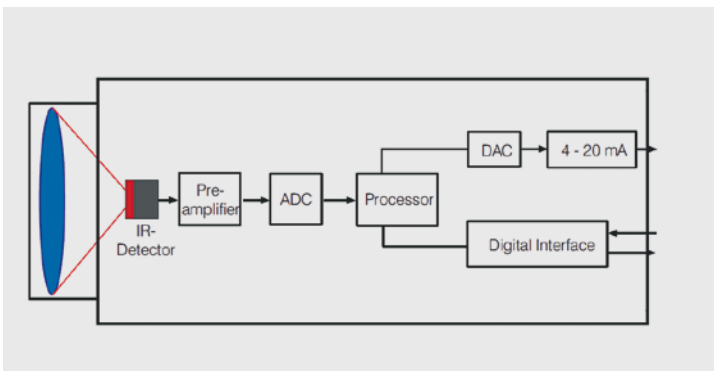 DAC
4 - 20 mA
Pre-
amplifier
ADC
Processor
IR-
Detector
Digital Interface